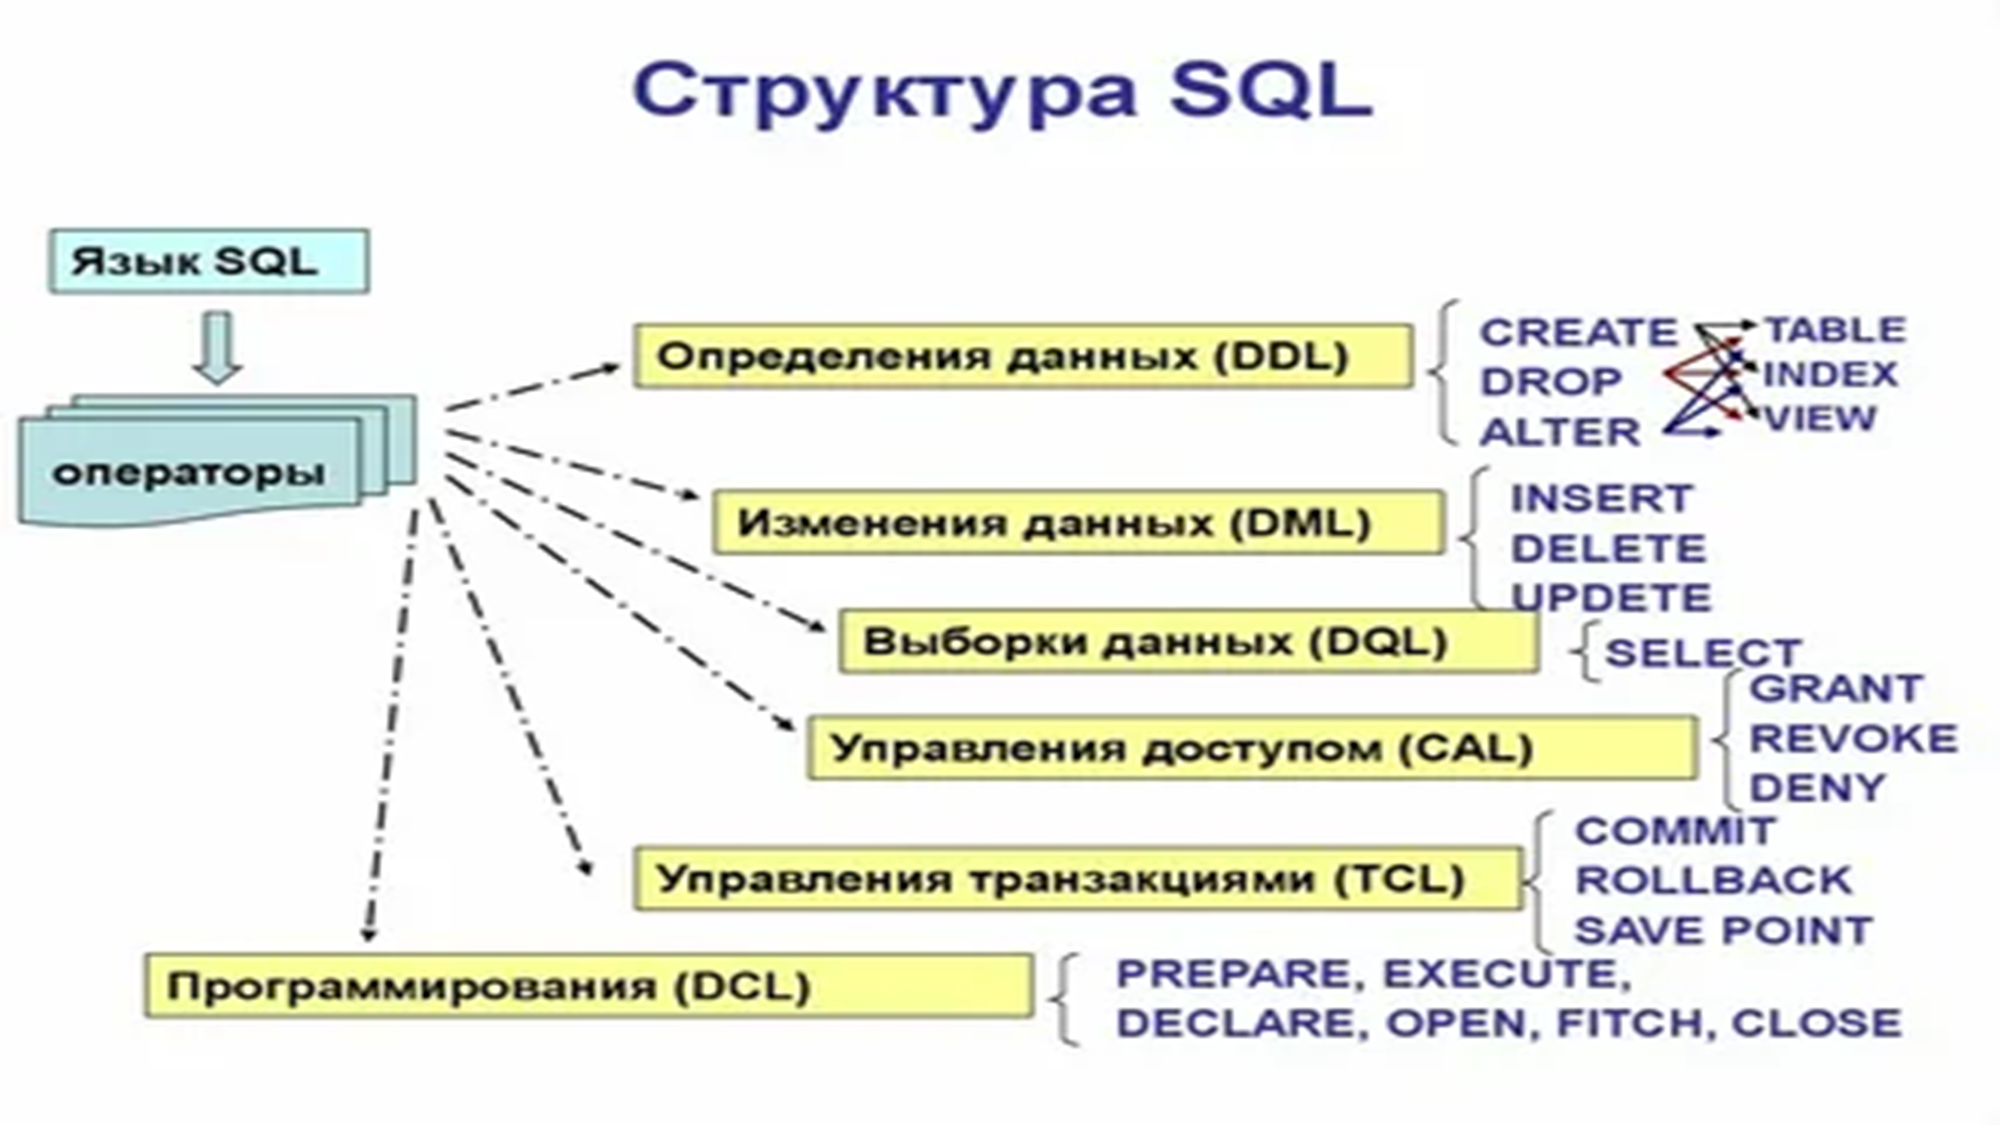 Структура SQL
Язык SQL
операторы
Определения данных (DDL)
CREATE
DROP
ALTER
TABLE
INDEX
VIEW
Изменения данных (DML)
INSERT
DELETE
UPDETE
Выборки данных (DQL)
SELECT
Управления доступом (CAL)
GRANT
REVOKE
DENY
Управления транзакциями (TCL)
COMMIT
ROLLBACK
SAVE POINT
Программирования (DCL)
PREPARE, EXECUTE,
DECLARE, OPEN, FITCH, CLOSE